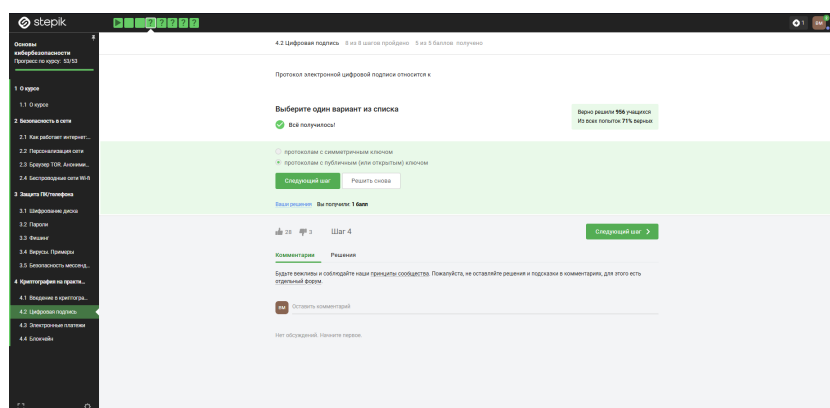 stepik
1
ВМ
Основы
кибербезопасности
Прогресс по курсу: 53/53
4.2 Цифровая подпись 8 из 8 шагов пройдено 5 из 5 баллов получено
1 О курсе
1.1 О курсе
2 Безопасность в сети
2.1 Как работает интернет:...
2.2 Персонализация сети
2.3 Браузер TOR. Аноними...
2.4 Беспроводные сети Wi-fi
3 Защита ПК/телефона
3.1 Шифрование диска
3.2 Пароли
3.3 Фишинг
3.4 Вирусы. Примеры
3.5 Безопасность мессенд...
4 Криптография на практи...
4.1 Введение в криптогра...
4.2 Цифровая подпись
4.3 Электронные платежи
4.4 Блокчейн
Протокол электронной цифровой подписи относится к
Выберите один вариант из списка
Всё получилось!
Верно решили 956 учащихся
Из всех попыток 71% верных
протоколам с симметричным ключом
протоколам с публичным (или открытым) ключом
Следующий шаг
Решить снова
Ваши решения Вы получили: 1 балл
28 3 Шаг 4
Следующий шаг
Комментарии Решения
Будьте вежливы и соблюдайте наши принципы сообщества. Пожалуйста, не оставляйте решения и подсказки в комментариях, для этого есть
отдельный форум.
ВМ Оставить комментарий
Нет обсуждений. Начните первое.